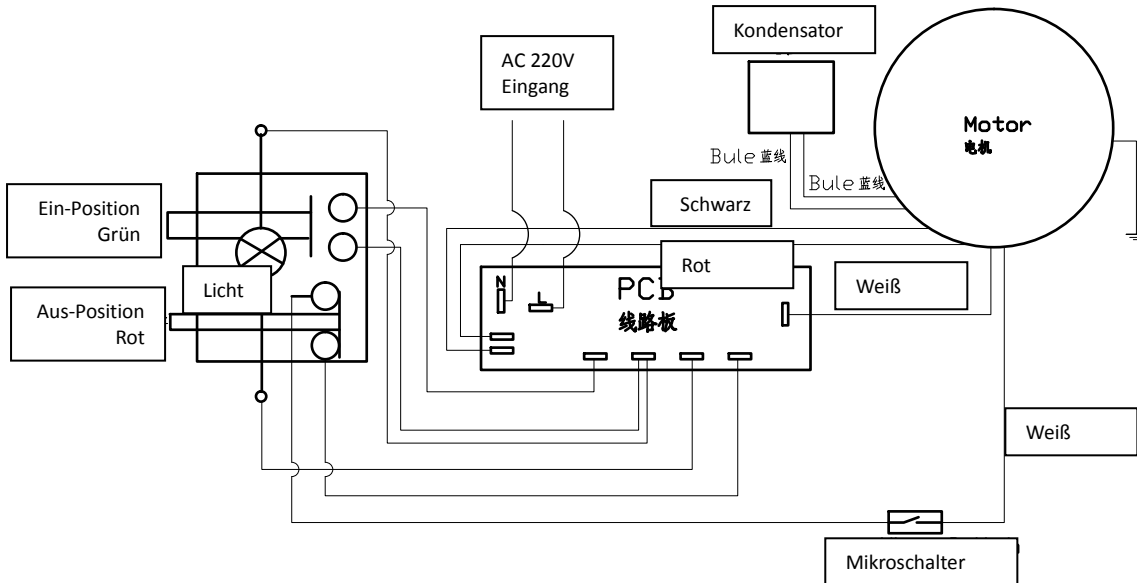 Kondensator
AC 220V
Eingang
Motor
电机
Bule 蓝线
Bule 蓝线
Ein-Position
Grün
Schwarz
Licht
Rot
Weiß
N
L
PCB
线路板
Aus-Position
Rot
Weiß
Mikroschalter